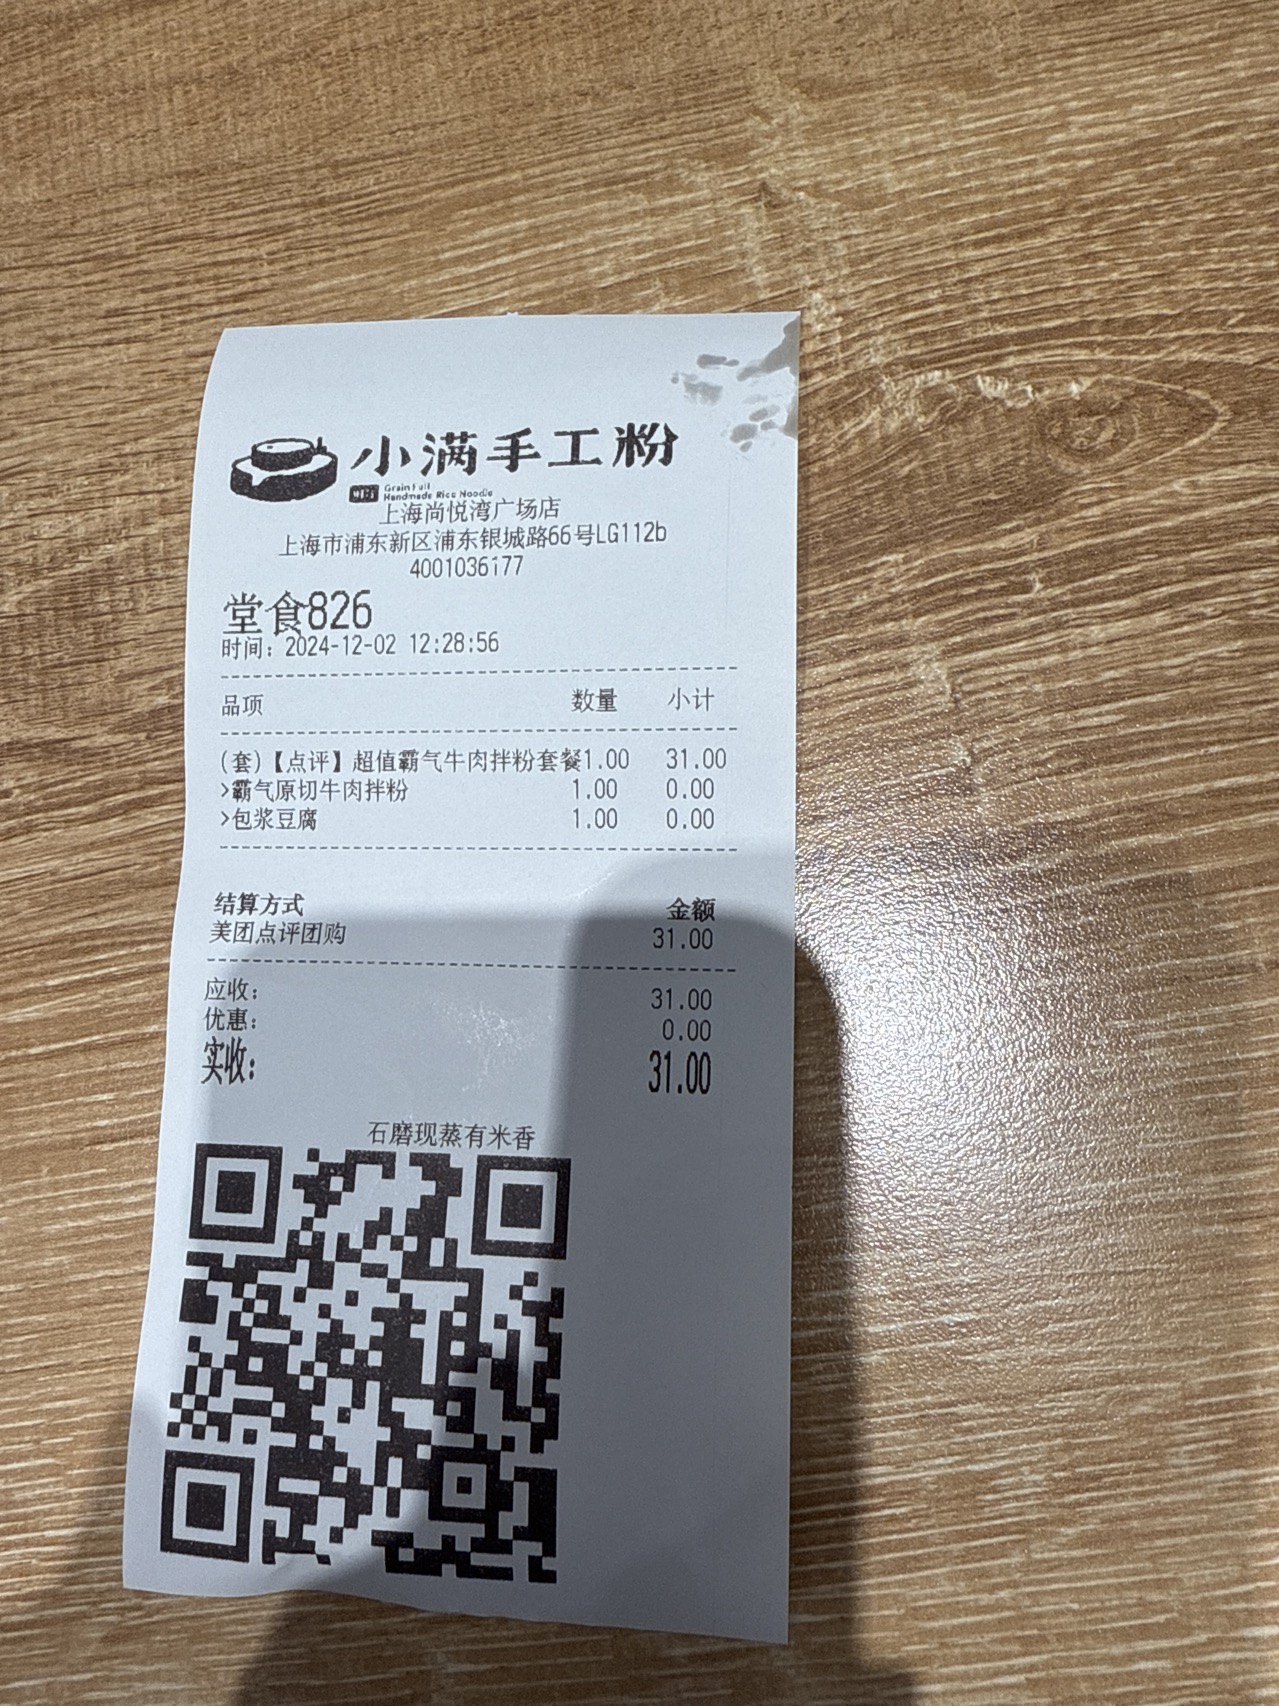 小满手工粉
Grain Full
Handmade Rice Noodle
上海尚悦湾广场店
上海市浦东新区浦东银城路66号LG112b
4001036177
堂食826
时间：2024-12-02 12:28:56
品项 数量 小计
(套)【点评】超值霸气牛肉拌粉套餐1.00 31.00
>霸气原切牛肉拌粉 1.00 0.00
>包浆豆腐 1.00 0.00
结算方式 金额
美团点评团购 31.00
应收： 31.00
优惠： 0.00
实收： 31.00
石磨现蒸有米香